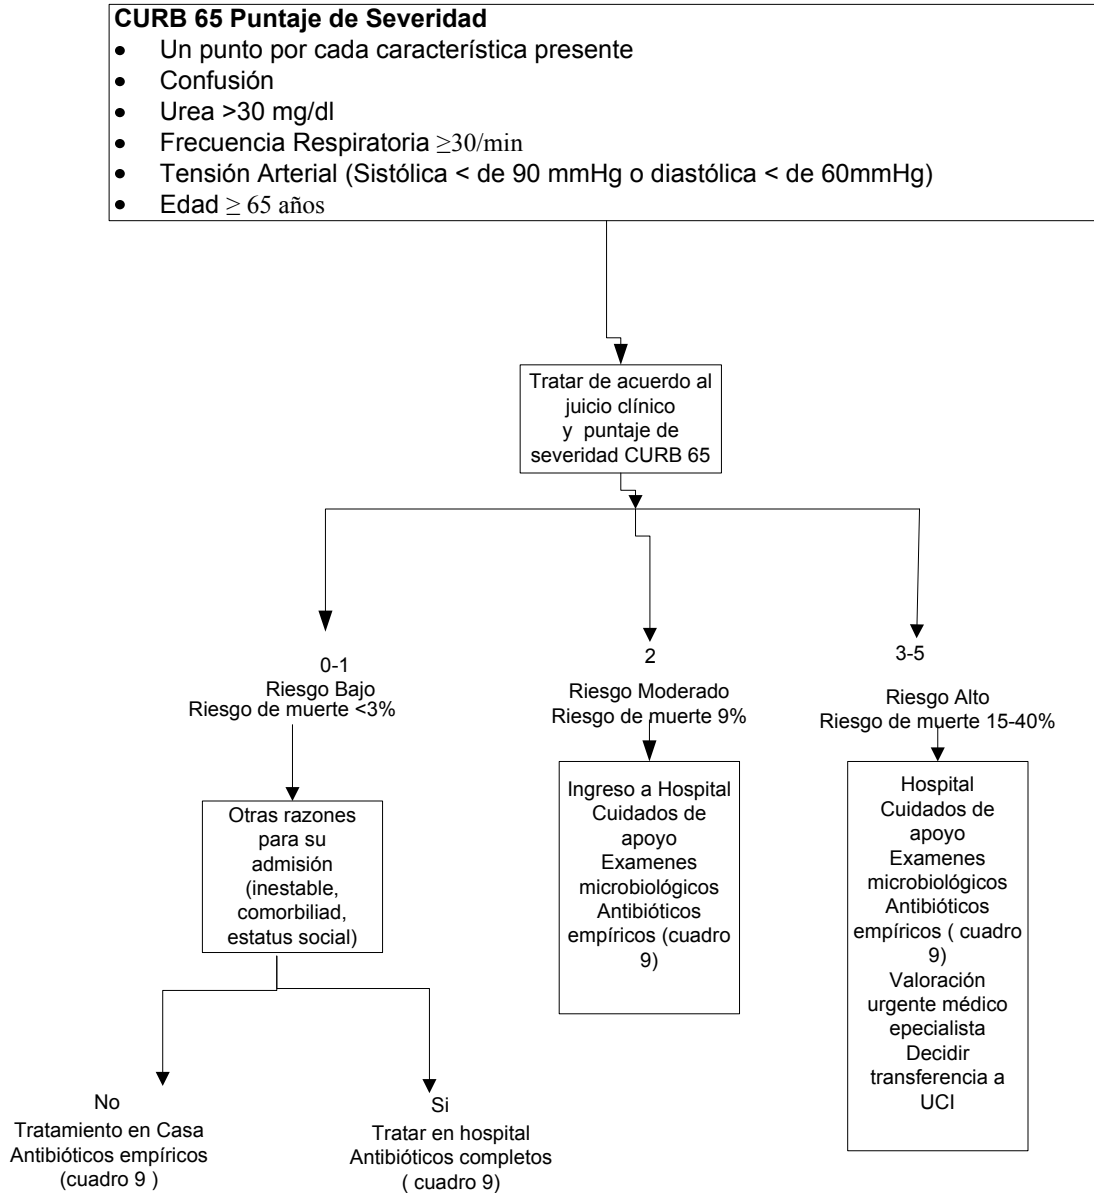 CURB 65 Puntaje de Severidad
• Un punto por cada característica presente
• Confusión
• Urea >30 mg/dl
• Frecuencia Respiratoria ≥30/min
• Tensión Arterial (Sistólica < de 90 mmHg o diastólica < de 60mmHg)
• Edad ≥ 65 años
Tratar de acuerdo al
juicio clínico
y puntaje de
severidad CURB 65
0-1
Riesgo Bajo
Riesgo de muerte <3%
2
Riesgo Moderado
Riesgo de muerte 9%
3-5
Riesgo Alto
Riesgo de muerte 15-40%
Otras razones
para su
admisión
(inestable,
comorbiliad,
estatus social)
Ingreso a Hospital
Cuidados de
apoyo
Examenes
microbiológicos
Antibióticos
empíricos (cuadro
9)
Hospital
Cuidados de
apoyo
Examenes
microbiológicos
Antibióticos
empíricos ( cuadro
9)
Valoración
urgente médico
epecialista
Decidir
transferencia a
UCI
No
Tratamiento en Casa
Antibióticos empíricos
(cuadro 9 )
Si
Tratar en hospital
Antibióticos completos
( cuadro 9)